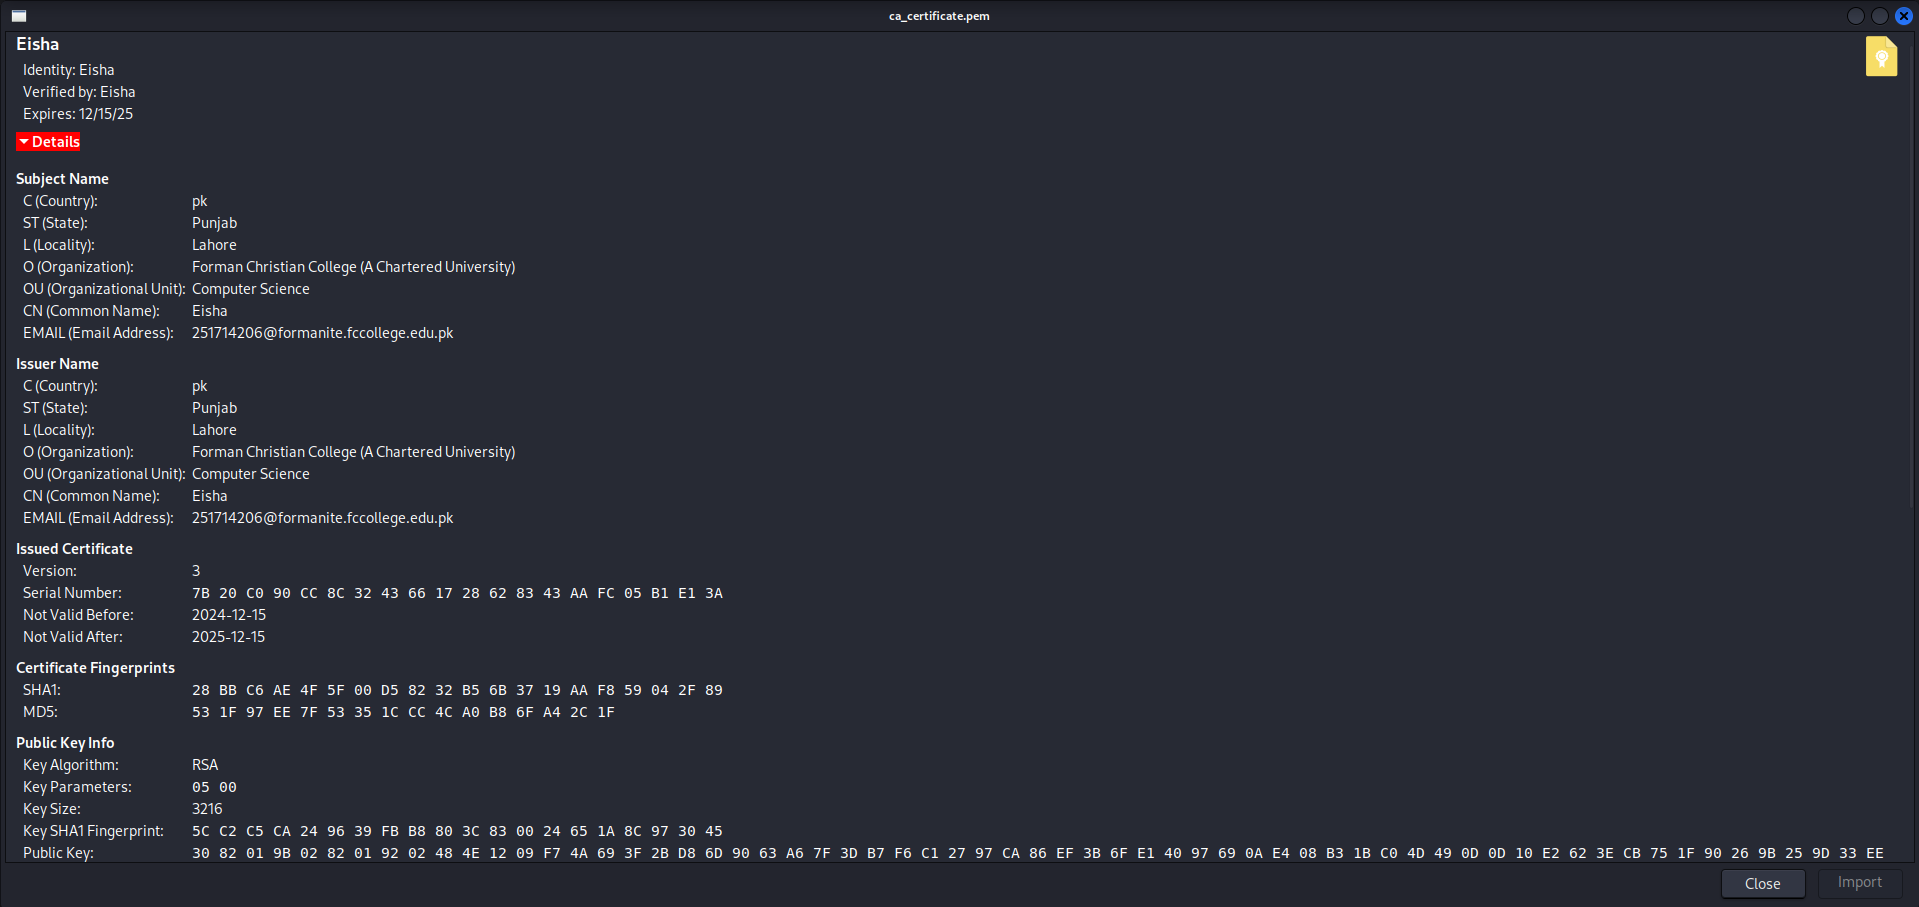 ca_certificate.pem
Eisha
Identity: Eisha
Verified by: Eisha
Expires: 12/15/25
Details
Subject Name
C (Country): pk
ST (State): Punjab
L (Locality): Lahore
O (Organization): Forman Christian College (A Chartered University)
OU (Organizational Unit): Computer Science
CN (Common Name): Eisha
EMAIL (Email Address): 251714206@formanite.fccollege.edu.pk
Issuer Name
C (Country): pk
ST (State): Punjab
L (Locality): Lahore
O (Organization): Forman Christian College (A Chartered University)
OU (Organizational Unit): Computer Science
CN (Common Name): Eisha
EMAIL (Email Address): 251714206@formanite.fccollege.edu.pk
Issued Certificate
Version: 3
Serial Number: 7B 20 C0 90 CC 8C 32 43 66 17 28 62 83 43 AA FC 05 B1 E1 3A
Not Valid Before: 2024-12-15
Not Valid After: 2025-12-15
Certificate Fingerprints
SHA1: 28 BB C6 AE 4F 5F 00 D5 82 32 B5 6B 37 19 AA F8 59 04 2F 89
MD5: 53 1F 97 EE 7F 53 35 1C CC 4C A0 B8 6F A4 2C 1F
Public Key Info
Key Algorithm: RSA
Key Parameters: 05 00
Key Size: 3216
Key SHA1 Fingerprint: 5C C2 C5 CA 24 96 39 FB B8 80 3C 83 00 24 65 1A 8C 97 30 45
Public Key: 30 82 01 9B 02 82 01 92 02 48 4E 12 09 F7 4A 69 3F 2B D8 6D 90 63 A6 7F 3D B7 F6 C1 27 97 CA 86 EF 3B 6F E1 40 97 69 0A E4 08 B3 1B C0 4D 49 0D 0D 10 E2 62 3E CB 75 1F 90 26 9B 25 9D 33 EE
Close Import